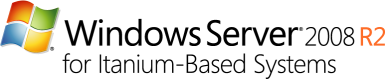 Windows Server® 2008 R2
for Itanium-Based Systems